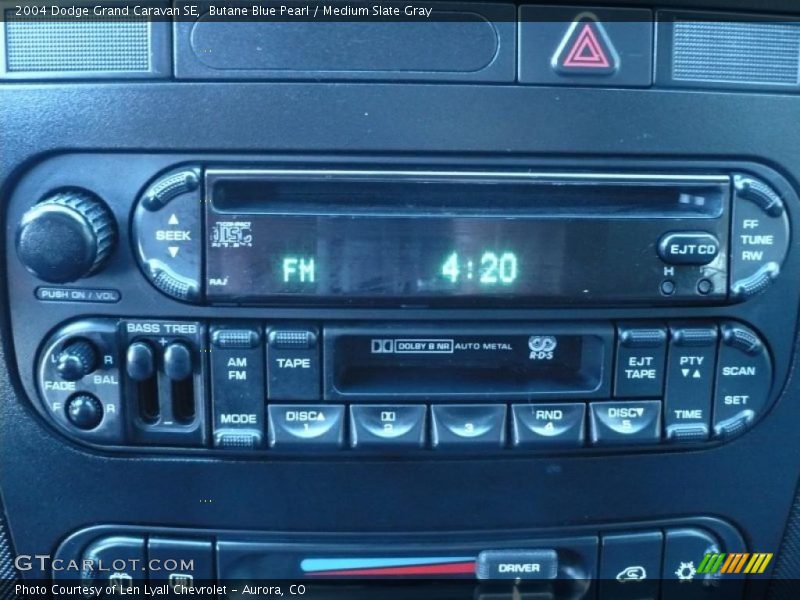 2004 Dodge Grand Caravan SE,  Butane Blue Pearl / Medium Slate Gray
SEEK
COMPACT
disc
RAJ
FM 4:20
EJT CD
H
FF
TUNE
RW
PUSH ON / VOL
L R
FADE BAL
F R
BASS TREB
+
−
AM
FM
MODE
TAPE
DOLBY B NR AUTO METAL
R·D·S
EJT
TAPE
PTY
TIME
SCAN
SET
DISC 1
2
3
RND 4
DISC 5
DRIVER
GTCARLOT.COM
Photo Courtesy of Len Lyall Chevrolet - Aurora, CO